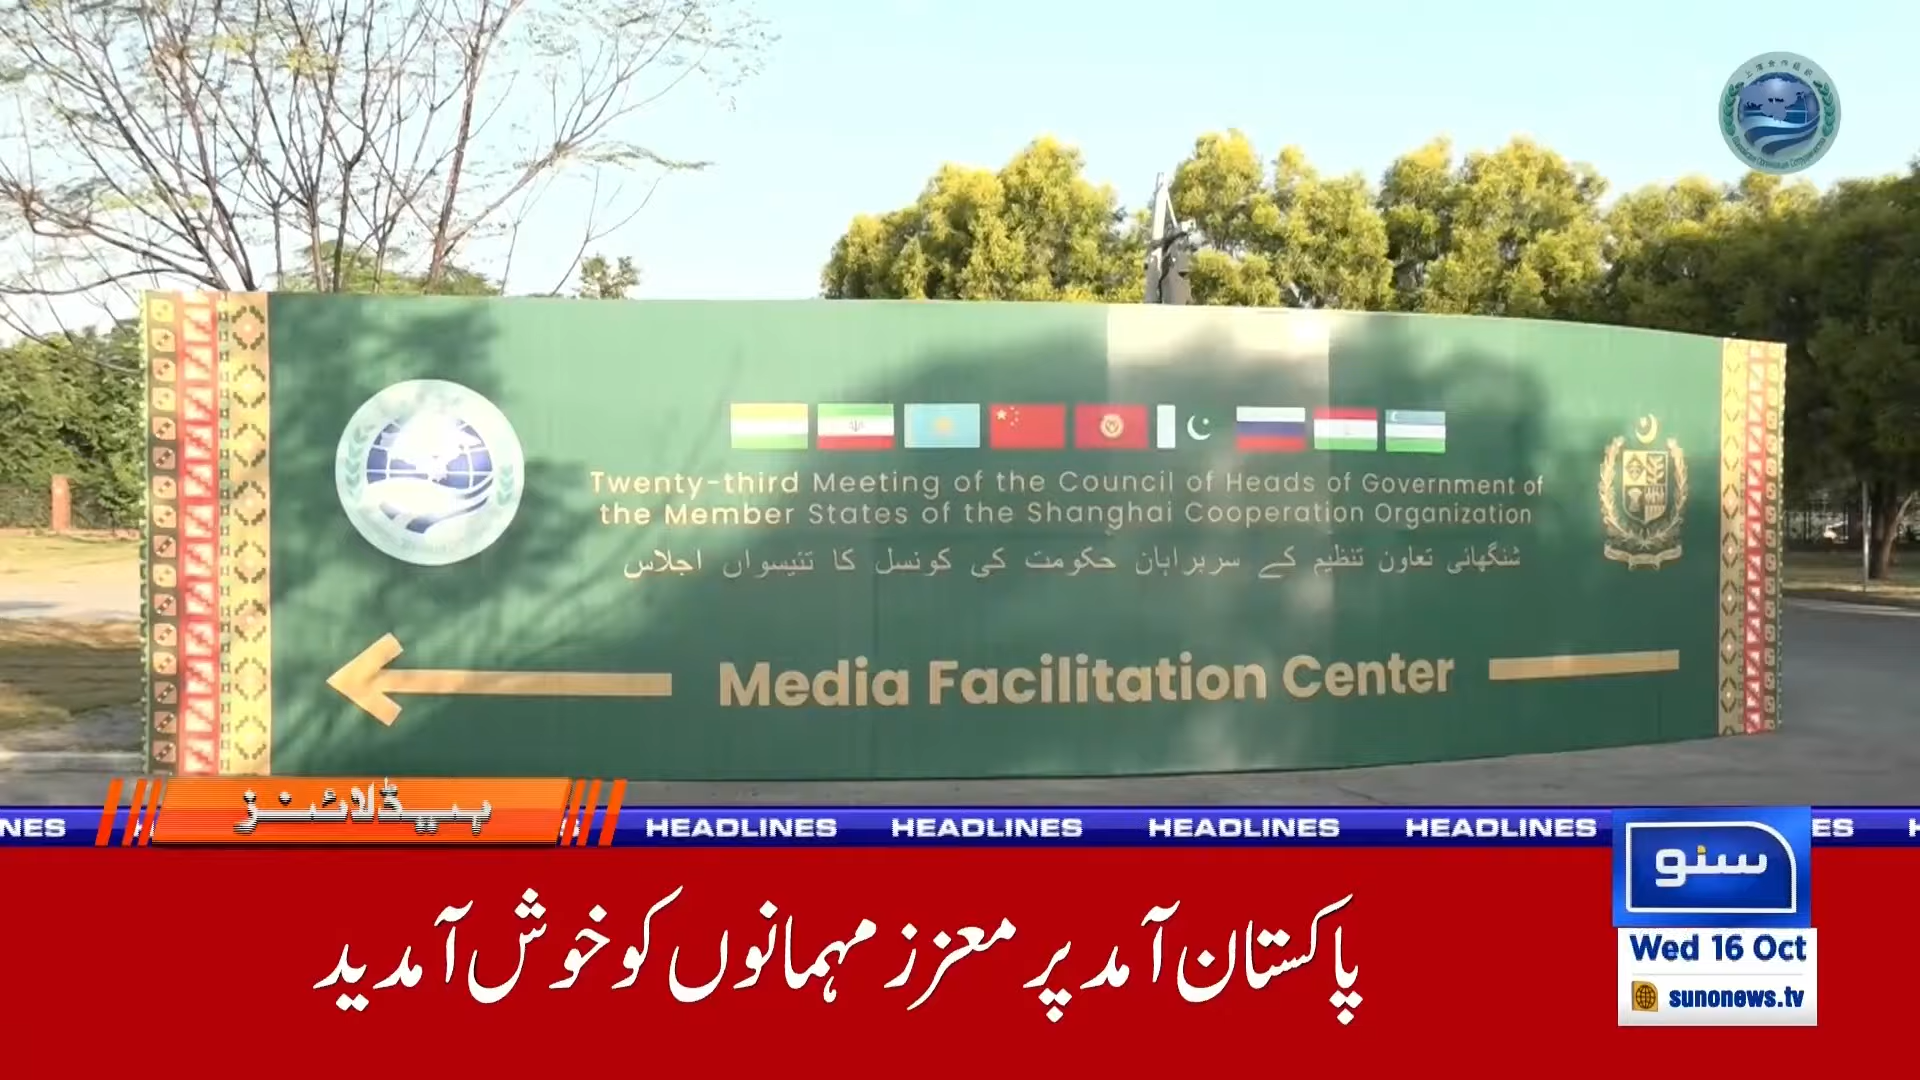 Twenty-third Meeting of the Council of Heads of Government of
the Member States of the Shanghai Cooperation Organization
شنگھائی تعاون تنظیم کے سربراہان حکومت کی کونسل کا تئیسواں اجلاس
Media Facilitation Center
ہیڈلائنز
NES HEADLINES HEADLINES HEADLINES HEADLINES ES
سنو
پاکستان آمد پر معزز مہمانوں کو خوش آمدید
Wed 16 Oct
sunonews.tv